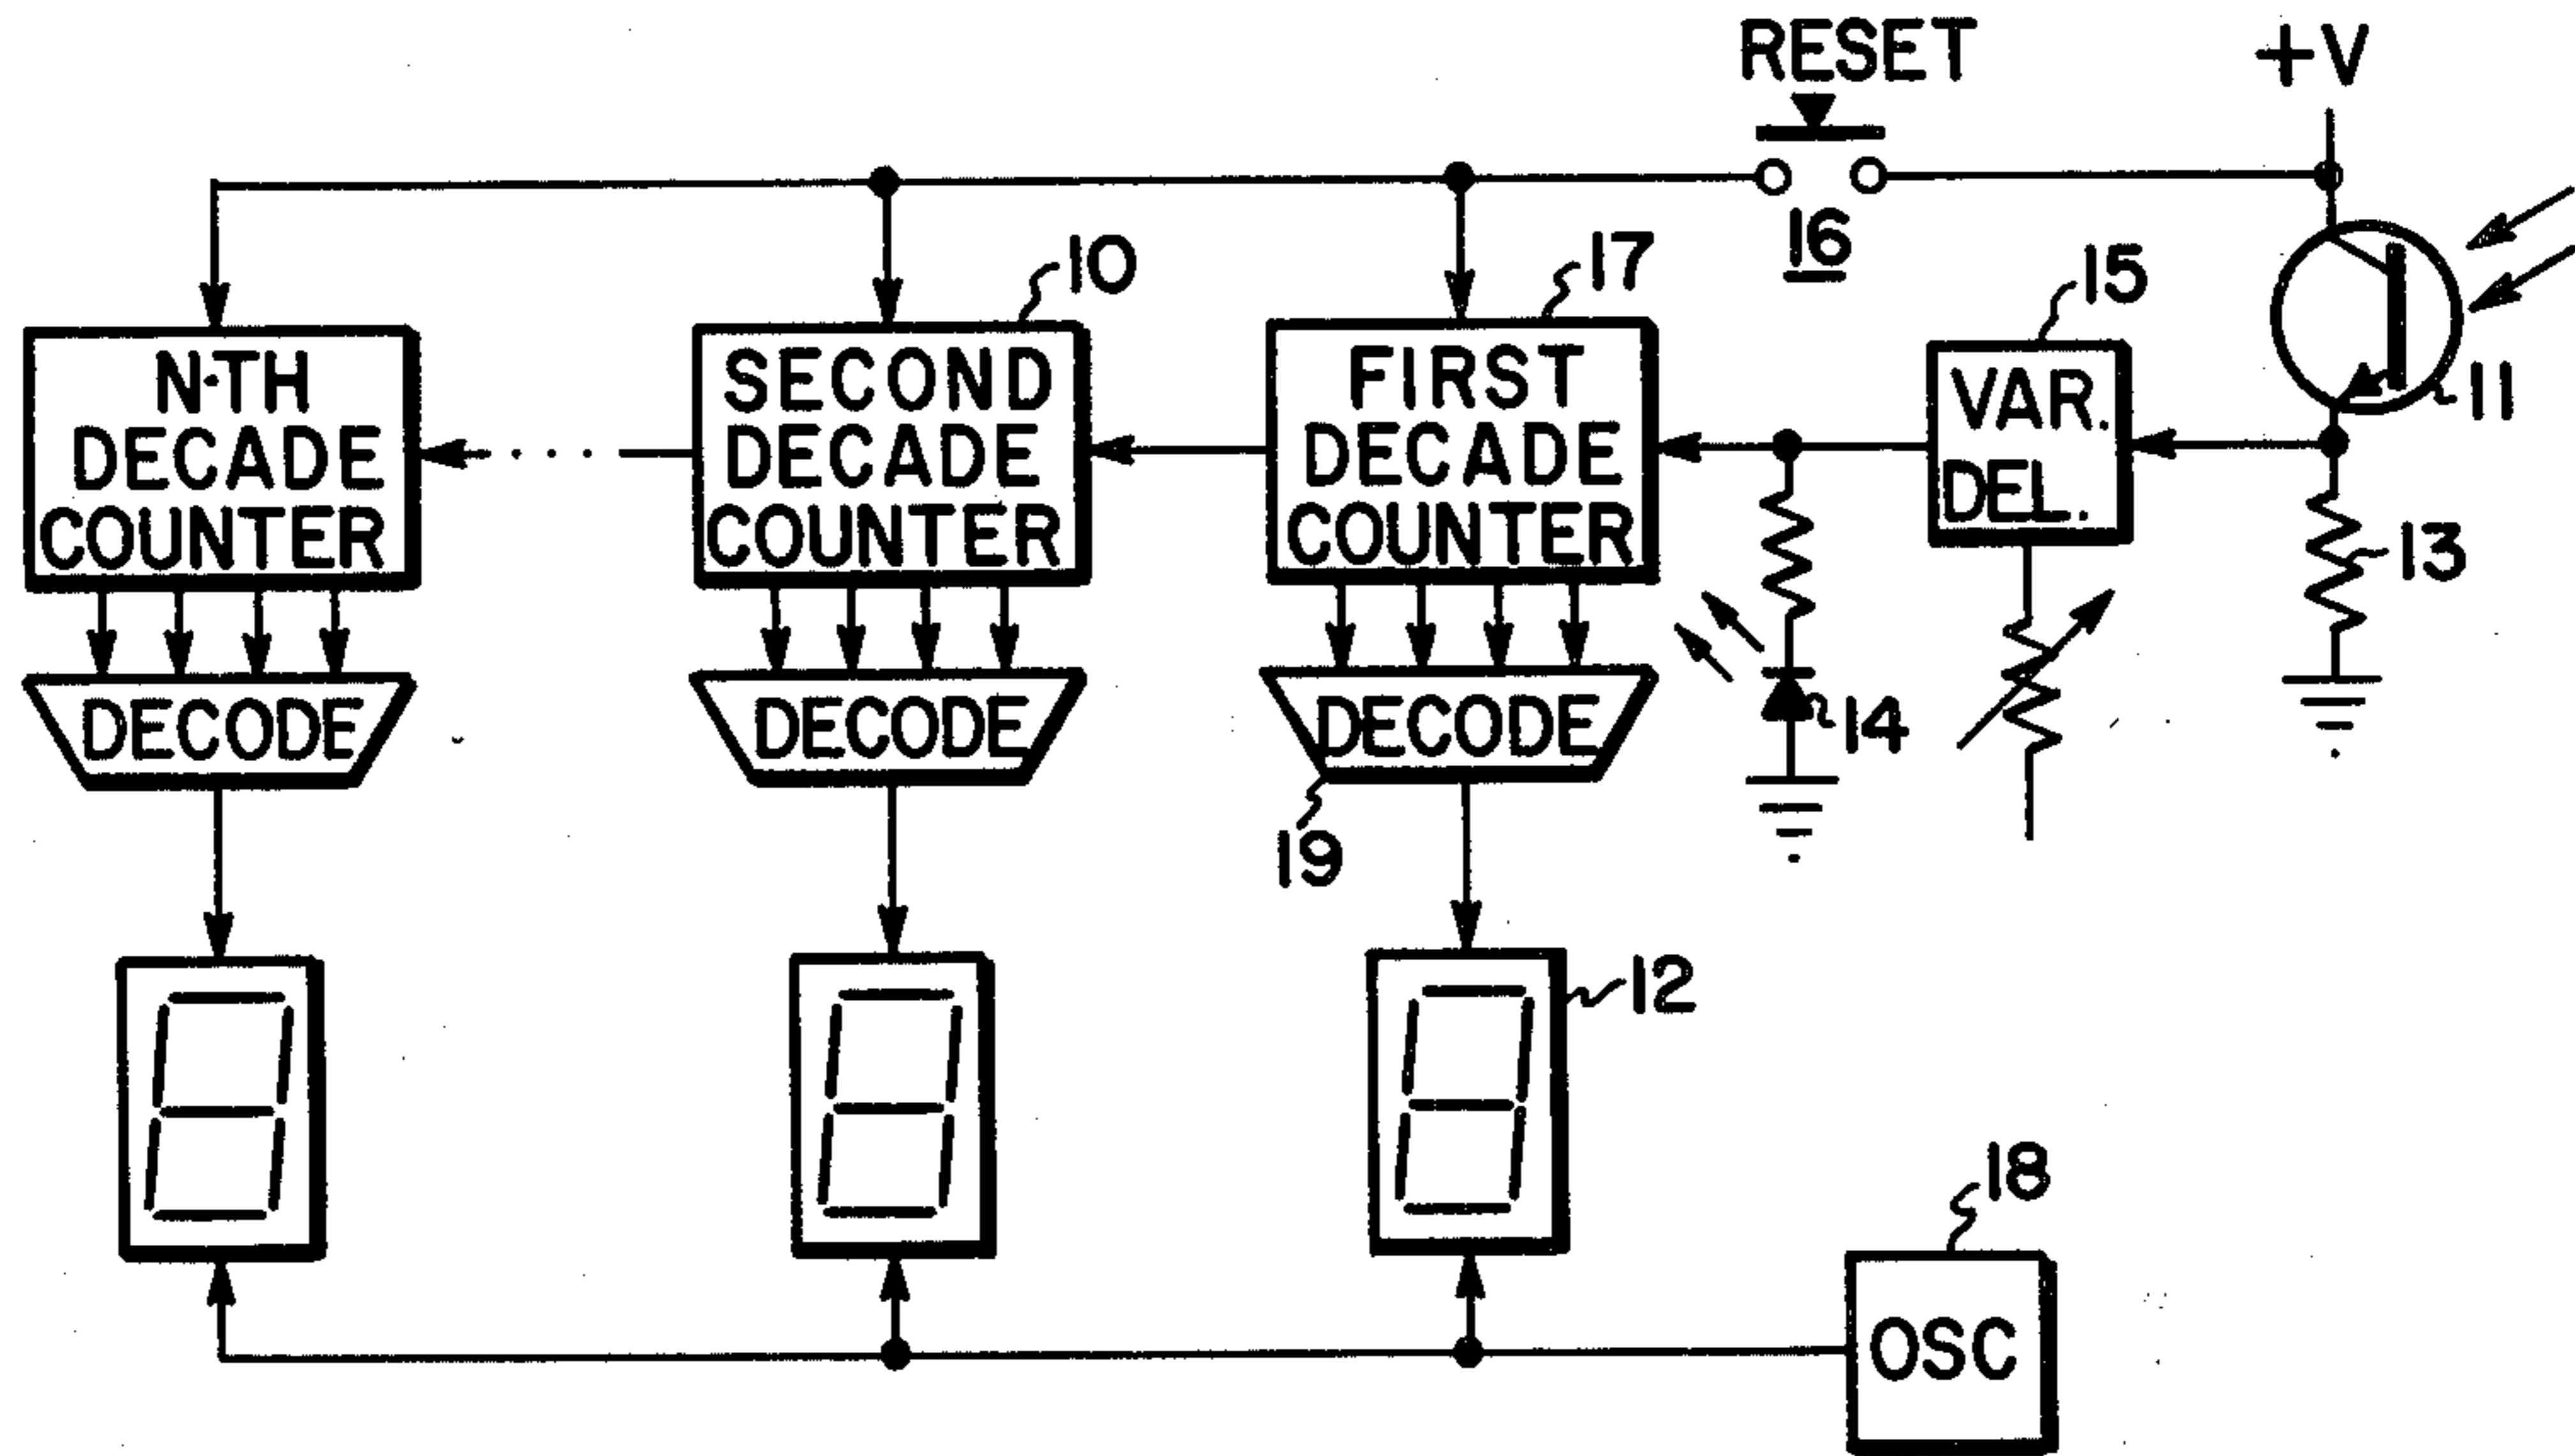 RESET
+V
16
10
17
15
11
N-TH
DECADE
COUNTER
SECOND
DECADE
COUNTER
FIRST
DECADE
COUNTER
VAR.
DEL.
13
14
DECODE
DECODE
DECODE
19
12
18
OSC